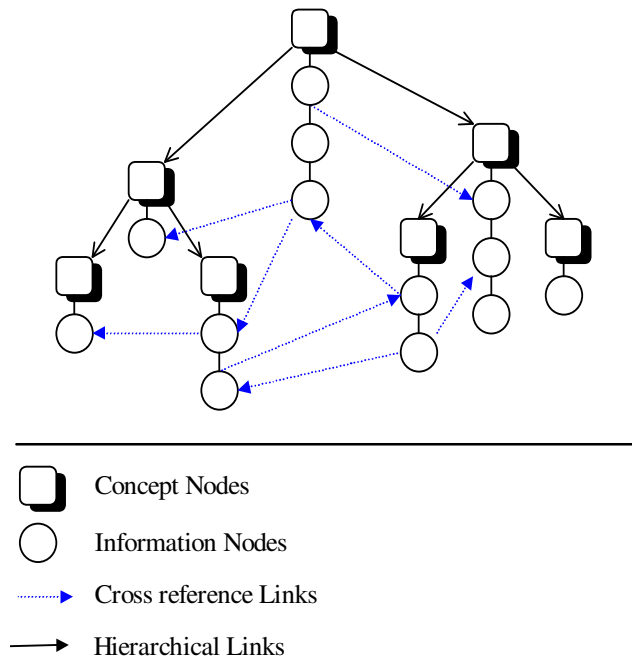 Concept Nodes
Information Nodes
Cross reference Links
Hierarchical Links